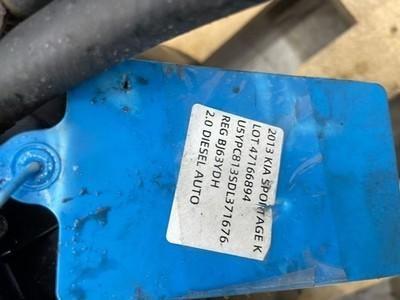 2013 KIA SPORTAGE K
LOT 47166894
U5YPC813SDL371676
REG BJ63YDH
2.0 DIESEL AUTO